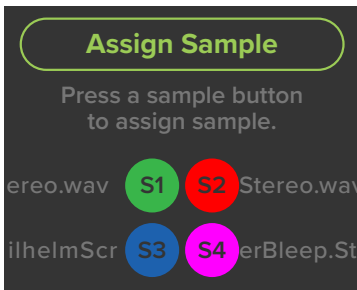 Assign Sample
Press a sample button
to assign sample.
ereo.wav S1 S2 Stereo.wav
ilhelmScr S3 S4 erBleep.St